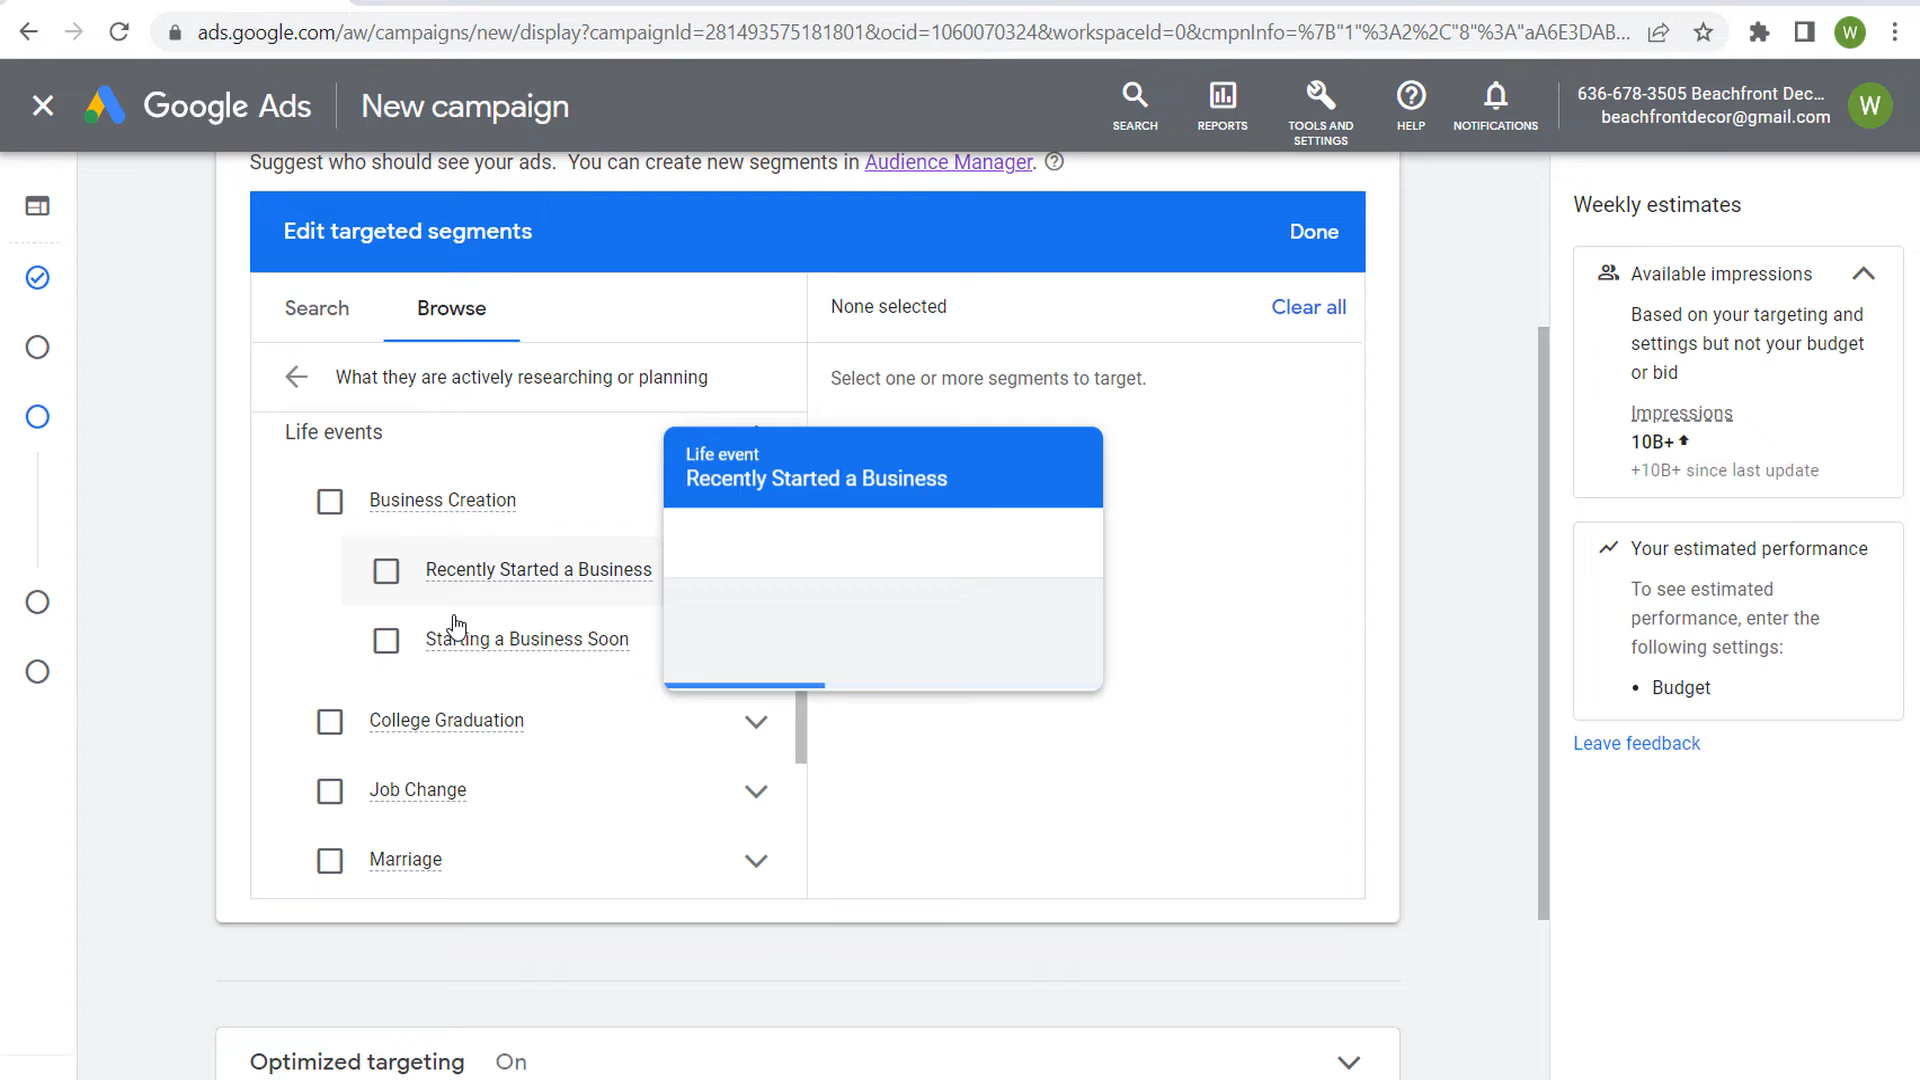 ads.google.com/aw/campaigns/new/display?campaignId=281493575181801&ocid=1060070324&workspaceId=0&cmpnInfo=%7B"1"%3A2%2C"8"%3A"aA6E3DAB...
W
Google Ads
New campaign
SEARCH
REPORTS
TOOLS AND
SETTINGS
HELP
NOTIFICATIONS
636-678-3505 Beachfront Dec...
beachfrontdecor@gmail.com
W
Suggest who should see your ads. You can create new segments in Audience Manager.
Edit targeted segments
Done
Search
Browse
None selected
Clear all
What they are actively researching or planning
Select one or more segments to target.
Life events
Business Creation
Recently Started a Business
Starting a Business Soon
College Graduation
Job Change
Marriage
Life event
Recently Started a Business
Optimized targeting
On
Weekly estimates
Available impressions
Based on your targeting and
settings but not your budget
or bid
Impressions
10B+
+10B+ since last update
Your estimated performance
To see estimated
performance, enter the
following settings:
• Budget
Leave feedback